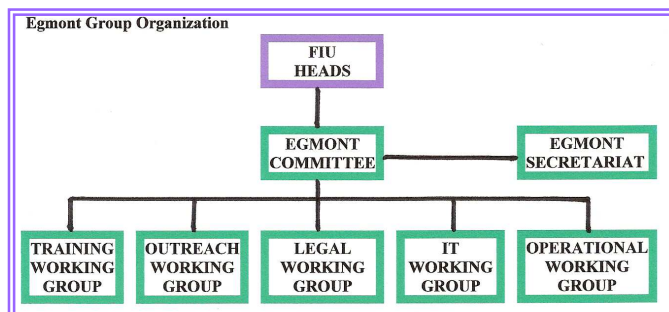 Egmont Group Organization
FIU
HEADS
EGMONT
COMMITTEE
EGMONT
SECRETARIAT
TRAINING
WORKING
GROUP
OUTREACH
WORKING
GROUP
LEGAL
WORKING
GROUP
IT
WORKING
GROUP
OPERATIONAL
WORKING
GROUP